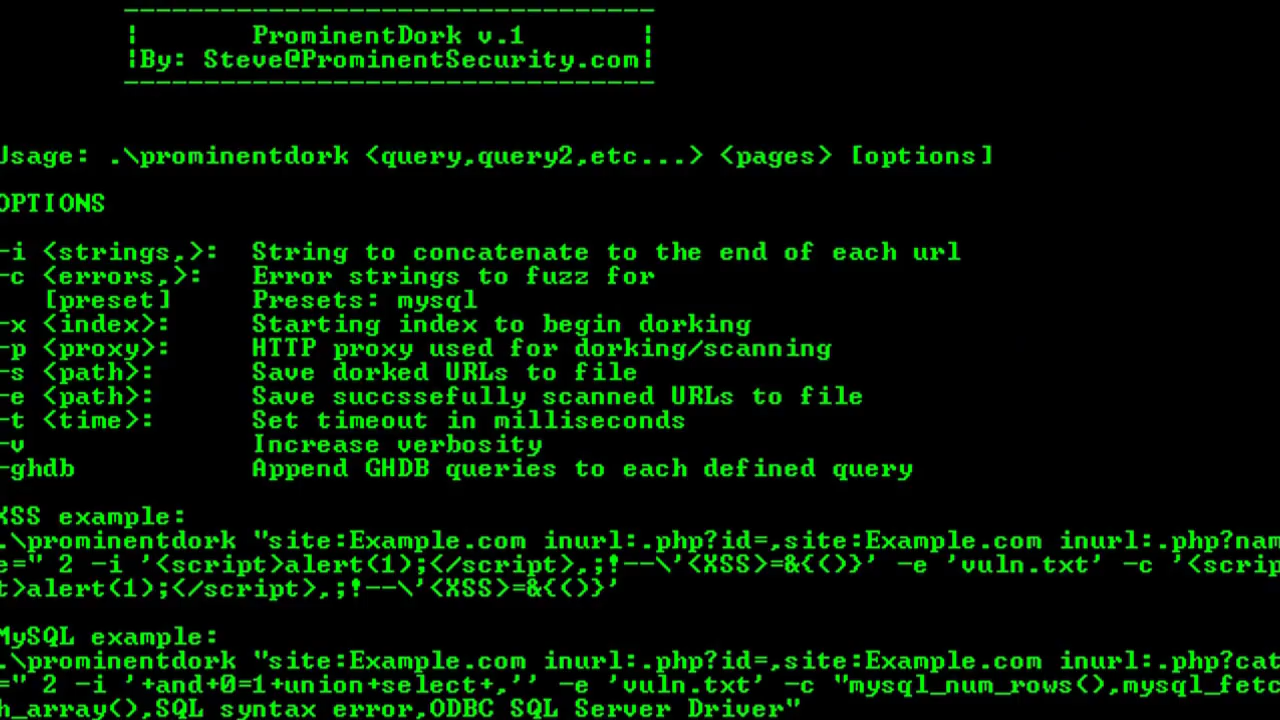 ProminentDork v.1
By: Steve@ProminentSecurity.com
Usage: .\prominentdork <query,query2,etc...> <pages> [options]
OPTIONS
-i <strings,>: String to concatenate to the end of each url
-c <errors,>: Error strings to fuzz for
[preset] Presets: mysql
-x <index>: Starting index to begin dorking
-p <proxy>: HTTP proxy used for dorking/scanning
-s <path>: Save dorked URLs to file
-e <path>: Save succssefully scanned URLs to file
-t <time>: Set timeout in milliseconds
-v Increase verbosity
-ghdb Append GHDB queries to each defined query
XSS example:
.\prominentdork "site:Example.com inurl:.php?id=,site:Example.com inurl:.php?nam
e=" 2 -i '<script>alert(1);</script>,;!--\'<XSS>=&{()}' -e 'vuln.txt' -c '<scrip
t>alert(1);</script>,;!--\'<XSS>=&{()}'
MySQL example:
.\prominentdork "site:Example.com inurl:.php?id=,site:Example.com inurl:.php?cat
=" 2 -i '+and+0=1+union+select+,'' -e 'vuln.txt' -c "mysql_num_rows(),mysql_fetc
h_array(),SQL syntax error,ODBC SQL Server Driver"